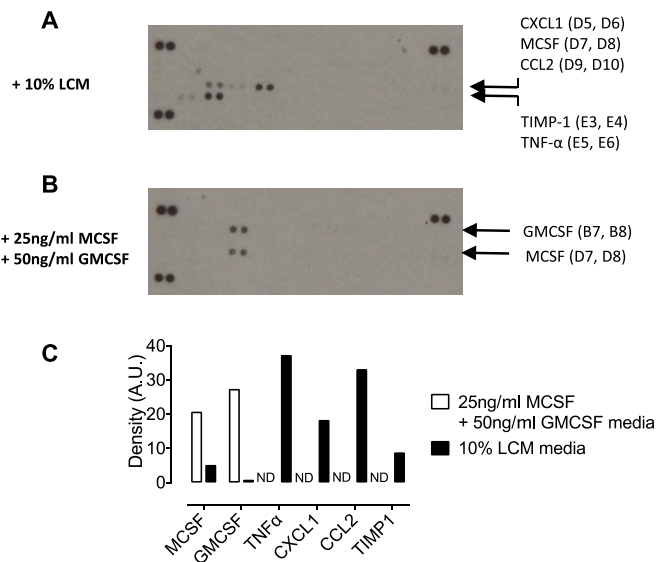 A
+ 10% LCM
CXCL1 (D5, D6)
MCSF (D7, D8)
CCL2 (D9, D10)
TIMP-1 (E3, E4)
TNF-α (E5, E6)
B
+ 25ng/ml MCSF
+ 50ng/ml GMCSF
GMCSF (B7, B8)
MCSF (D7, D8)
C
Density (A.U.)
40
30
20
10
0
ND
ND
ND
ND
MCSF
GMCSF
TNFα
CXCL1
CCL2
TIMP1
25ng/ml MCSF
+ 50ng/ml GMCSF media
10% LCM media